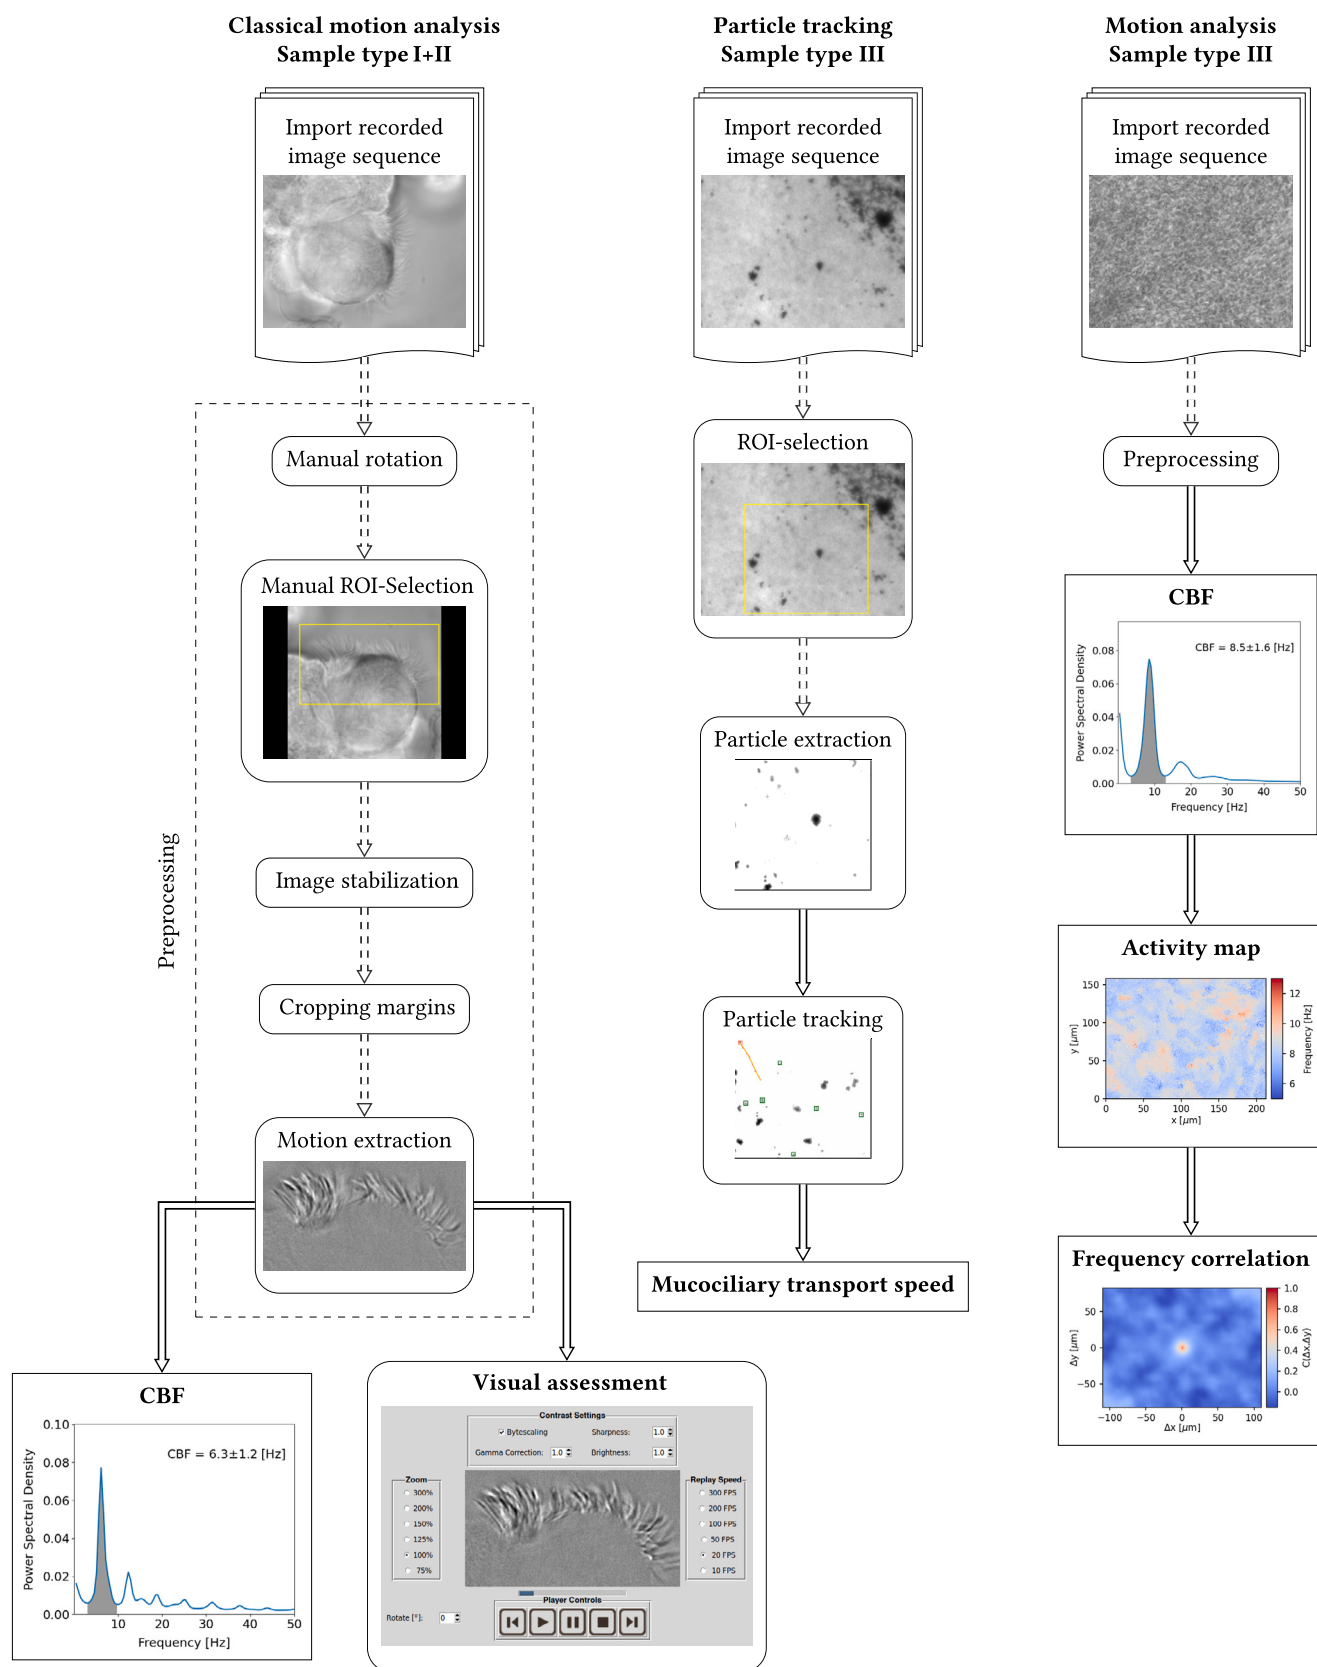 Classical motion analysis
Sample type I+II
Import recorded
image sequence
Preprocessing
Manual rotation
Manual ROI-Selection
Image stabilization
Cropping margins
Motion extraction
CBF
CBF = 6.3±1.2 [Hz]
Power Spectral Density
0.10
0.08
0.06
0.04
0.02
0.00
10
20
30
40
50
Frequency [Hz]
Visual assessment
Contrast Settings
Bytescaling
Sharpness:
1.0
Gamma Correction:
1.0
Brightness:
1.0
Zoom
300%
200%
150%
125%
100%
75%
Replay Speed
300 FPS
200 FPS
100 FPS
50 FPS
20 FPS
10 FPS
Player Controls
Rotate [°]:
0
Particle tracking
Sample type III
Import recorded
image sequence
ROI-selection
Particle extraction
Particle tracking
Mucociliary transport speed
Motion analysis
Sample type III
Import recorded
image sequence
Preprocessing
CBF
CBF = 8.5±1.6 [Hz]
Power Spectral Density
0.08
0.06
0.04
0.02
0.00
10
20
30
40
50
Frequency [Hz]
Activity map
y [μm]
150
100
50
0
0
50
100
150
200
x [μm]
12
10
8
6
Frequency [Hz]
Frequency correlation
Δy [μm]
50
0
−50
−100
−50
0
50
100
Δx [μm]
1.0
0.8
0.6
0.4
0.2
0.0
C(Δx,Δy)